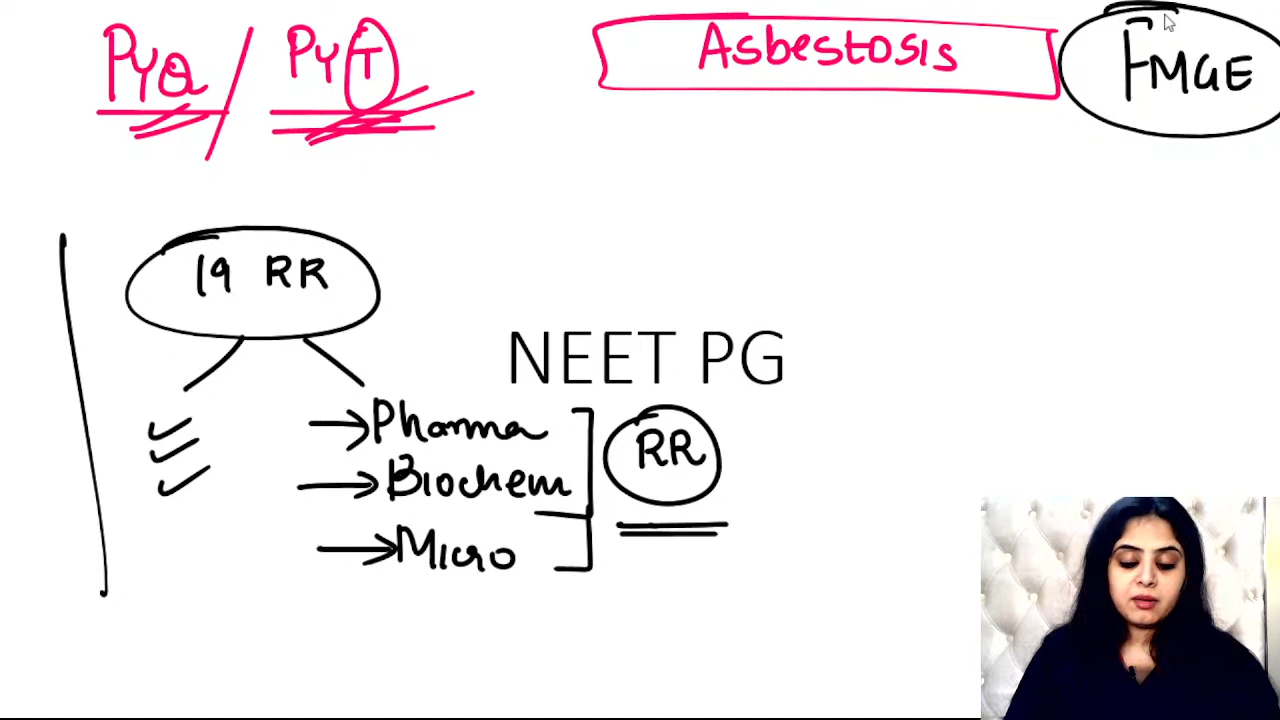 PYQ / PYT
Asbestosis
FMGE
19 RR
NEET PG
→ Pharma
→ Biochem
→ Micro
RR